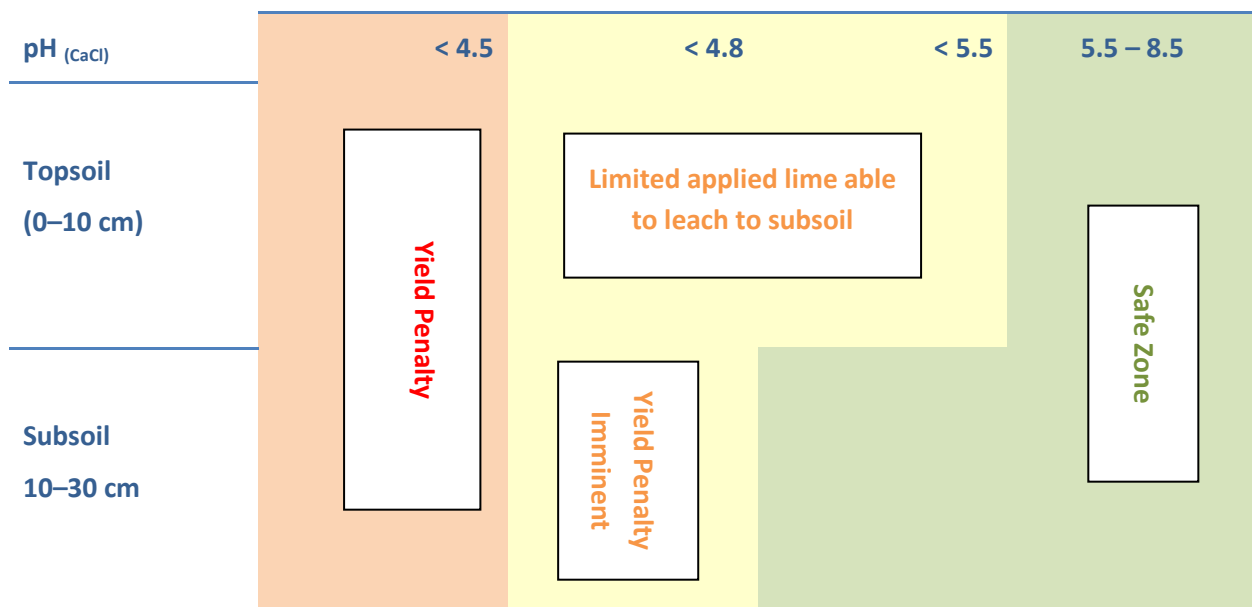 pH (CaCl) < 4.5 < 4.8 < 5.5 5.5 – 8.5
Topsoil
(0–10 cm)
Limited applied lime able
to leach to subsoil
Yield Penalty
Safe Zone
Subsoil
10–30 cm
Yield Penalty
Imminent